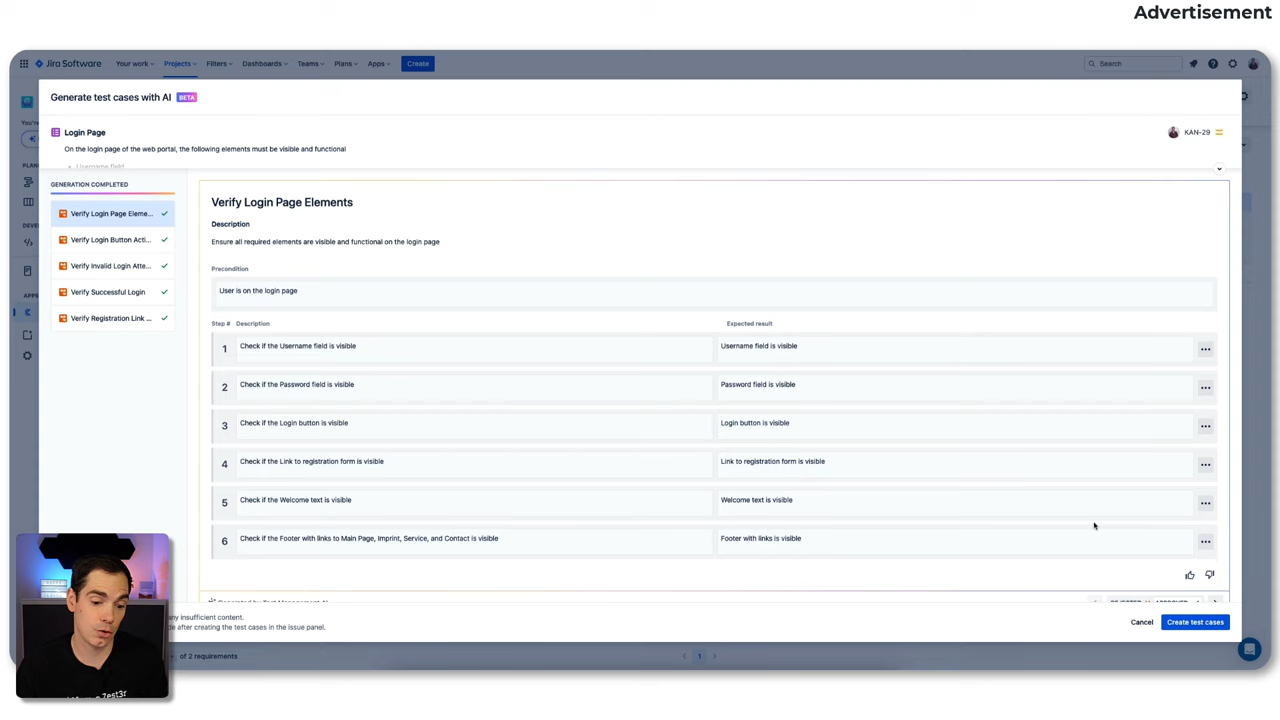 Advertisement
Jira Software Your work Projects Filters Dashboards Teams Plans Apps Create Search
Generate test cases with AI BETA
Login Page
KAN-29
On the login page of the web portal, the following elements must be visible and functional
Username field
You're
GENERATION COMPLETED
Verify Login Page Eleme...
Verify Login Button Acti...
Verify Invalid Login Atte...
Verify Successful Login
Verify Registration Link ...
Verify Login Page Elements
Description
Ensure all required elements are visible and functional on the login page
Precondition
User is on the login page
Step # Description Expected result
1 Check if the Username field is visible Username field is visible
2 Check if the Password field is visible Password field is visible
3 Check if the Login button is visible Login button is visible
4 Check if the Link to registration form is visible Link to registration form is visible
5 Check if the Welcome text is visible Welcome text is visible
6 Check if the Footer with links to Main Page, Imprint, Service, and Contact is visible Footer with links is visible
any insufficient content.
de after creating the test cases in the issue panel.
Cancel Create test cases
of 2 requirements 1